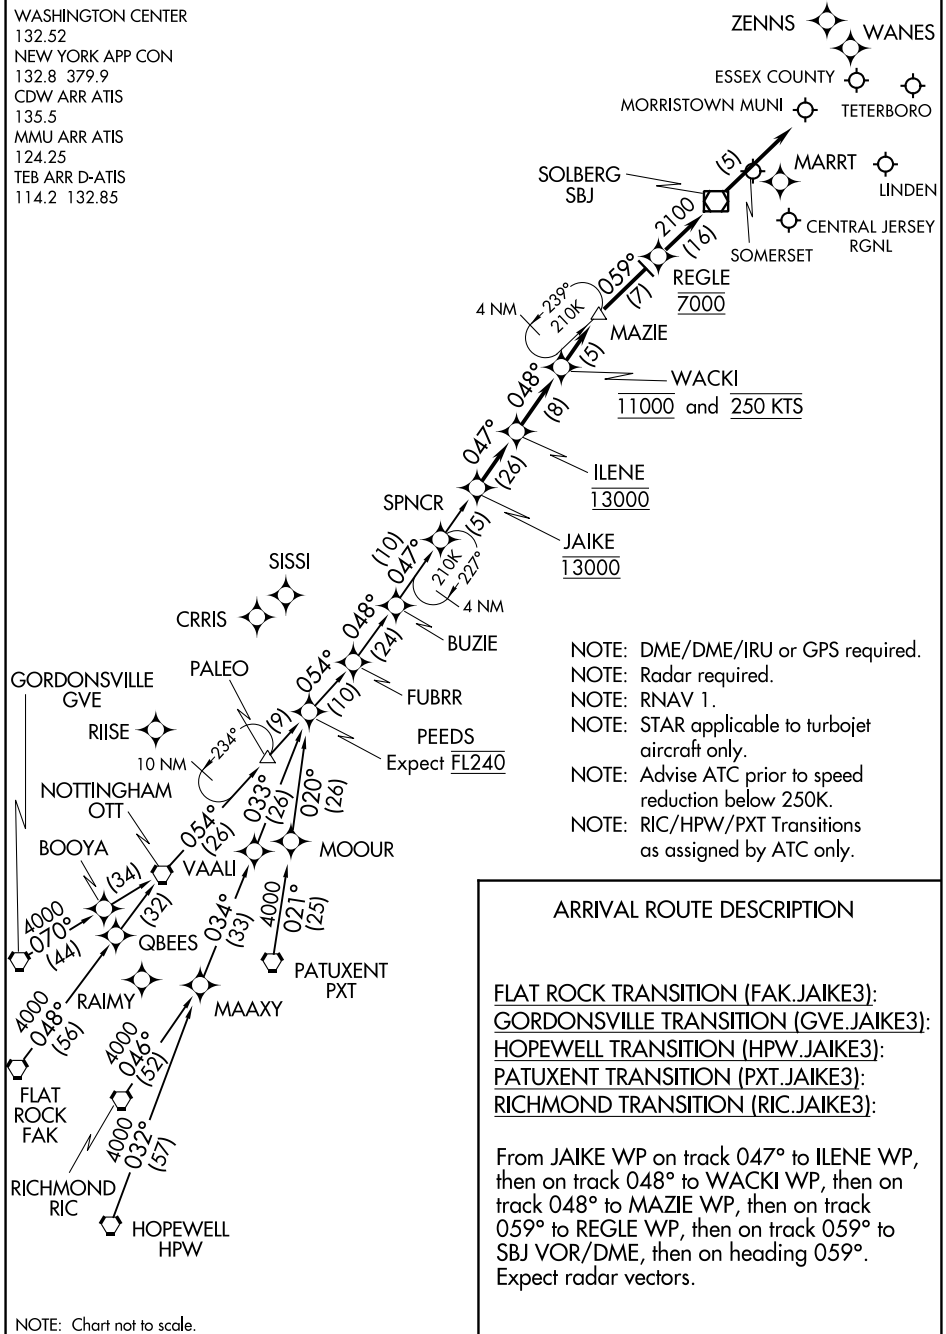 WASHINGTON CENTER
132.52
NEW YORK APP CON
132.8 379.9
CDW ARR ATIS
135.5
MMU ARR ATIS
124.25
TEB ARR D-ATIS
114.2 132.85
ZENNS
WANES
ESSEX COUNTY
TETERBORO
MORRISTOWN MUNI
MARRT
LINDEN
SOLBERG
SBJ
(5)
CENTRAL JERSEY
RGNL
SOMERSET
2100
(16)
REGLE
7000
059°
(7)
4 NM
239°
210K
MAZIE
(5)
WACKI
11000 and 250 KTS
048°
(8)
ILENE
13000
047°
(26)
SPNCR
JAIKE
13000
(5)
(10)
047°
210K
227°
4 NM
SISSI
CRRIS
BUZIE
048°
(24)
PALEO
FUBRR
054°
(10)
GORDONSVILLE
GVE
RIISE
10 NM
234°
(9)
PEEDS
Expect FL240
NOTTINGHAM
OTT
054°
(26)
033°
(26)
020°
(26)
BOOYA
VAALI
MOOUR
(34)
4000
070°
(44)
(32)
QBEES
034°
(33)
4000
021°
(25)
RAIMY
MAAXY
PATUXENT
PXT
4000
048°
(56)
4000
046°
(52)
FLAT
ROCK
FAK
4000
032°
(57)
RICHMOND
RIC
HOPEWELL
HPW
NOTE: DME/DME/IRU or GPS required.
NOTE: Radar required.
NOTE: RNAV 1.
NOTE: STAR applicable to turbojet
aircraft only.
NOTE: Advise ATC prior to speed
reduction below 250K.
NOTE: RIC/HPW/PXT Transitions
as assigned by ATC only.
ARRIVAL ROUTE DESCRIPTION
FLAT ROCK TRANSITION (FAK.JAIKE3):
GORDONSVILLE TRANSITION (GVE.JAIKE3):
HOPEWELL TRANSITION (HPW.JAIKE3):
PATUXENT TRANSITION (PXT.JAIKE3):
RICHMOND TRANSITION (RIC.JAIKE3):
From JAIKE WP on track 047° to ILENE WP,
then on track 048° to WACKI WP, then on
track 048° to MAZIE WP, then on track
059° to REGLE WP, then on track 059° to
SBJ VOR/DME, then on heading 059°.
Expect radar vectors.
NOTE: Chart not to scale.